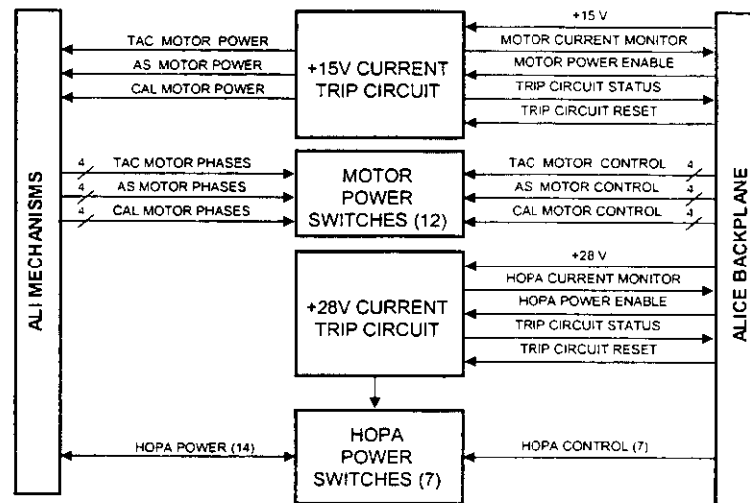 ALI MECHANISMS
TAC MOTOR POWER
AS MOTOR POWER
CAL MOTOR POWER
+15V CURRENT
TRIP CIRCUIT
+15 V
MOTOR CURRENT MONITOR
MOTOR POWER ENABLE
TRIP CIRCUIT STATUS
TRIP CIRCUIT RESET
4
TAC MOTOR PHASES
4
AS MOTOR PHASES
4
CAL MOTOR PHASES
MOTOR
POWER
SWITCHES (12)
TAC MOTOR CONTROL
4
AS MOTOR CONTROL
4
CAL MOTOR CONTROL
4
+28V CURRENT
TRIP CIRCUIT
+28 V
HOPA CURRENT MONITOR
HOPA POWER ENABLE
TRIP CIRCUIT STATUS
TRIP CIRCUIT RESET
HOPA POWER (14)
HOPA
POWER
SWITCHES (7)
HOPA CONTROL (7)
ALICE BACKPLANE